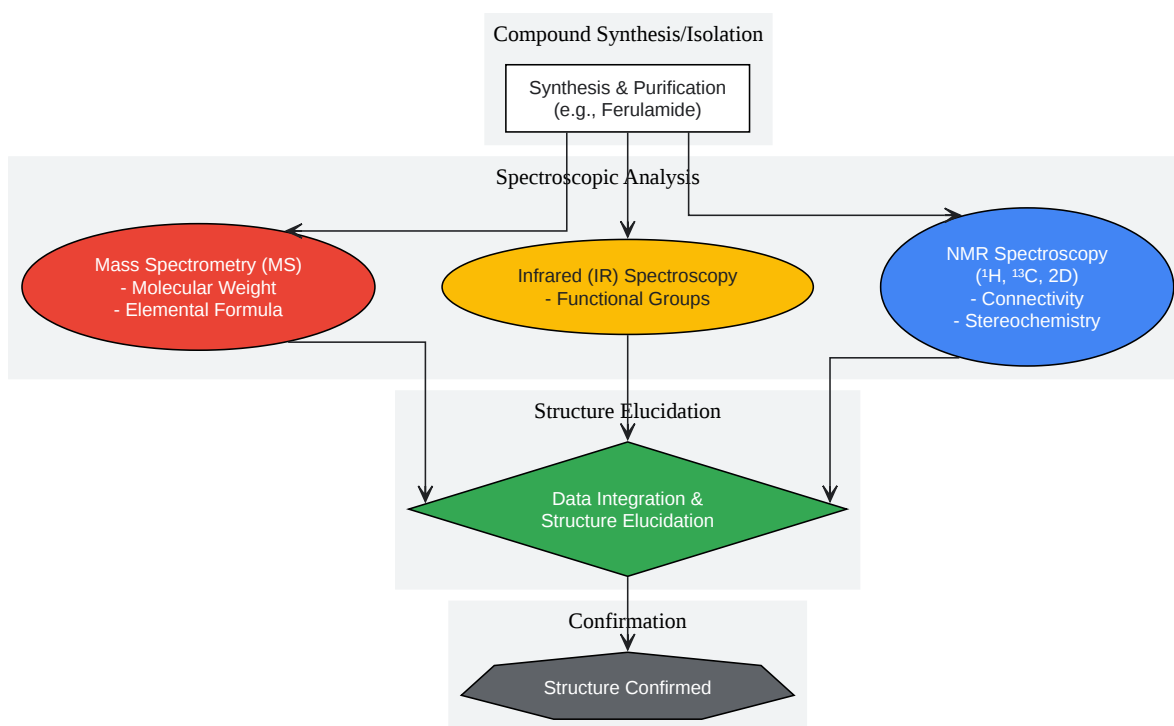 Compound Synthesis/Isolation
Synthesis & Purification
(e.g., Ferulamide)
Spectroscopic Analysis
Mass Spectrometry (MS)
- Molecular Weight
- Elemental Formula
Infrared (IR) Spectroscopy
- Functional Groups
NMR Spectroscopy
(¹H, ¹³C, 2D)
- Connectivity
- Stereochemistry
Structure Elucidation
Data Integration &
Structure Elucidation
Confirmation
Structure Confirmed